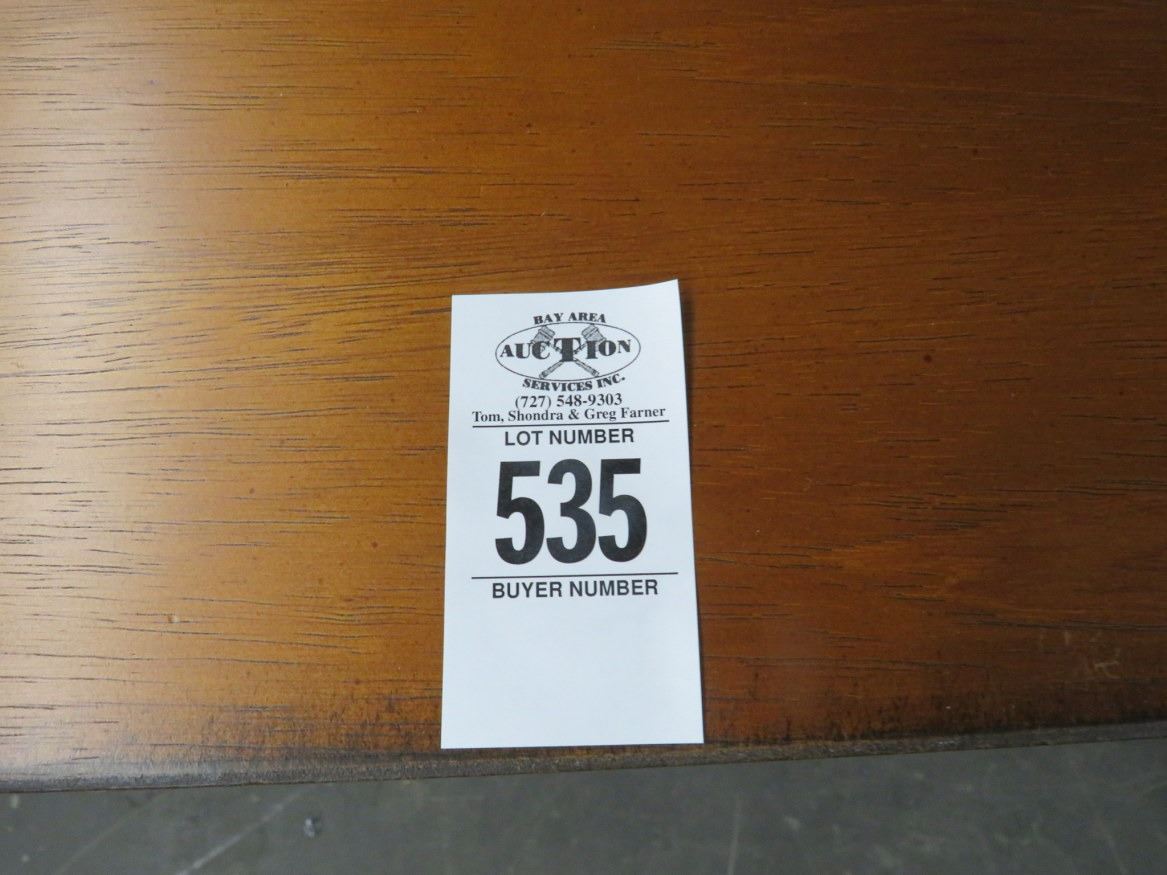 BAY AREA
AUCTION
SERVICES INC.
(727) 548-9303
Tom, Shondra & Greg Farner
LOT NUMBER
535
BUYER NUMBER